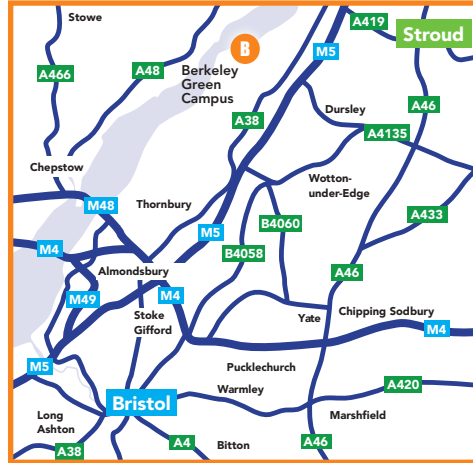 Stowe
A419
Stroud
B
M5
A466
A48
Berkeley
Green
Campus
Dursley
A46
A38
A4135
Chepstow
Wotton-
under-Edge
M48
Thornbury
A433
M5
B4060
M4
B4058
Almondsbury
A46
M49
M4
Stoke
Gifford
Yate
Chipping Sodbury
M4
M5
Pucklechurch
Warmley
A420
Bristol
Long
Ashton
Marshfield
A38
A4
Bitton
A46